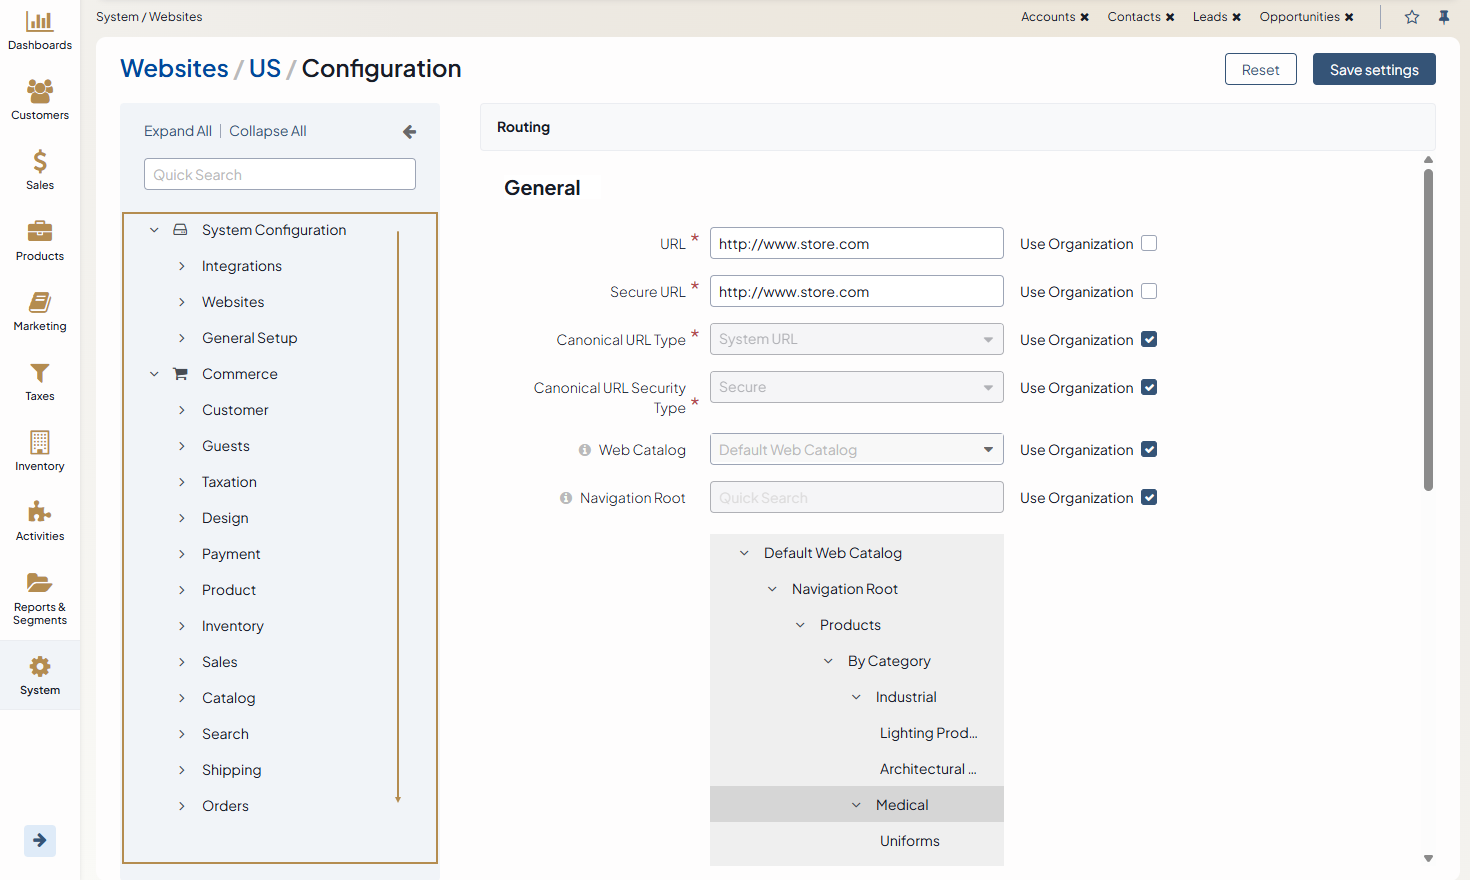 System / Websites
Accounts ✖ Contacts ✖ Leads ✖ Opportunities ✖
Dashboards
Customers
Sales
Products
Marketing
Taxes
Inventory
Activities
Reports &
Segments
System
Websites / US / Configuration
Reset
Save settings
Expand All | Collapse All
Quick Search
System Configuration
Integrations
Websites
General Setup
Commerce
Customer
Guests
Taxation
Design
Payment
Product
Inventory
Sales
Catalog
Search
Shipping
Orders
Routing
General
URL * http://www.store.com Use Organization
Secure URL * http://www.store.com Use Organization
Canonical URL Type * System URL Use Organization
Canonical URL Security
Type * Secure Use Organization
Web Catalog Default Web Catalog Use Organization
Navigation Root Quick Search Use Organization
Default Web Catalog
Navigation Root
Products
By Category
Industrial
Lighting Prod...
Architectural ...
Medical
Uniforms